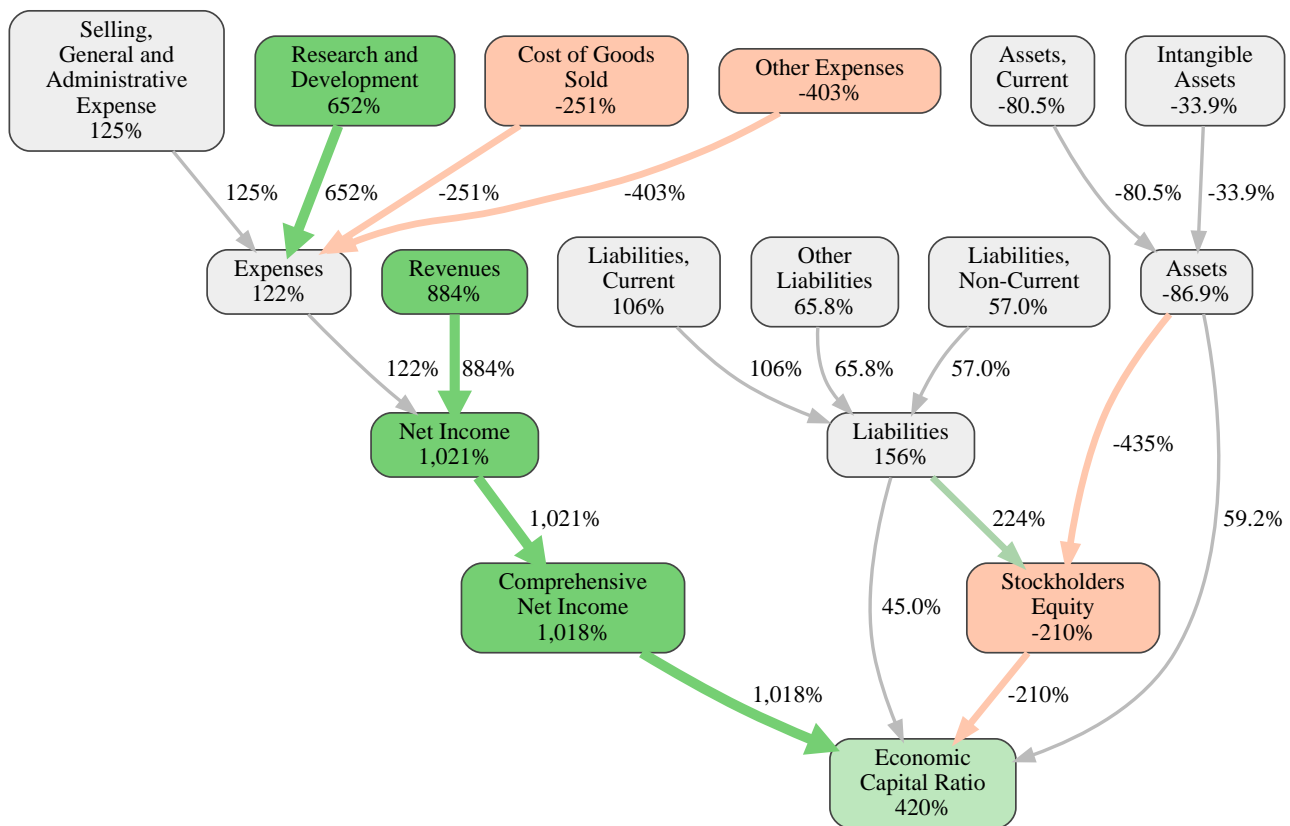 Selling,
General and
Administrative
Expense
125%
Research and
Development
652%
Cost of Goods
Sold
-251%
Other Expenses
-403%
Assets,
Current
-80.5%
Intangible
Assets
-33.9%
125%
652%
-251%
-403%
-80.5%
-33.9%
Expenses
122%
Revenues
884%
Liabilities,
Current
106%
Other
Liabilities
65.8%
Liabilities,
Non-Current
57.0%
Assets
-86.9%
122%
884%
106%
65.8%
57.0%
Net Income
1,021%
Liabilities
156%
-435%
1,021%
224%
59.2%
Comprehensive
Net Income
1,018%
45.0%
Stockholders
Equity
-210%
1,018%
-210%
Economic
Capital Ratio
420%